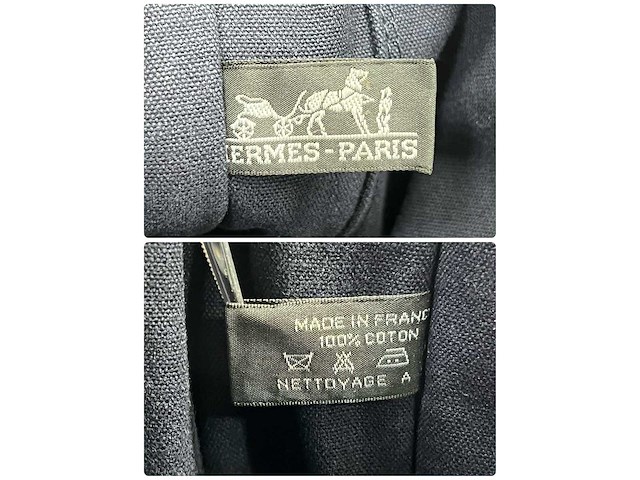 HERMES-PARIS
MADE IN FRANC
100% COTON
NETTOYAGE A